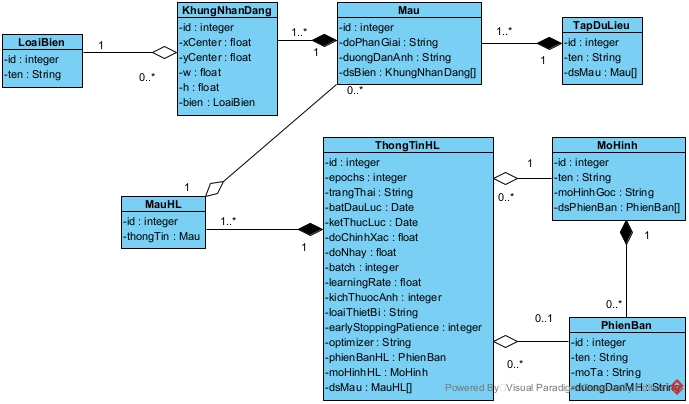 LoaiBien
-id : integer
-ten : String
1
0..*
KhungNhanDang
-id : integer
-xCenter : float
-yCenter : float
-w : float
-h : float
-bien : LoaiBien
1..*
1
Mau
-id : integer
-doPhanGiai : String
-duongDanAnh : String
-dsBien : KhungNhanDang[]
0..*
1..*
1
TapDuLieu
-id : integer
-ten : String
-dsMau : Mau[]
1
MauHL
-id : integer
-thongTin : Mau
1..*
1
ThongTinHL
-id : integer
-epochs : integer
-trangThai : String
-batDauLuc : Date
-ketThucLuc : Date
-doChinhXac : float
-doNhay : float
-batch : integer
-learningRate : float
-kichThuocAnh : integer
-loaiThietBi : String
-earlyStoppingPatience : integer
-optimizer : String
-phienBanHL : PhienBan
-moHinhHL : MoHinh
-dsMau : MauHL[]
1
0..*
MoHinh
-id : integer
-ten : String
-moHinhGoc : String
-dsPhienBan : PhienBan[]
1
0..*
0..1
0..*
PhienBan
-id : integer
-ten : String
-moTa : String
-duongDanMH : String
Powered By Visual Paradigm